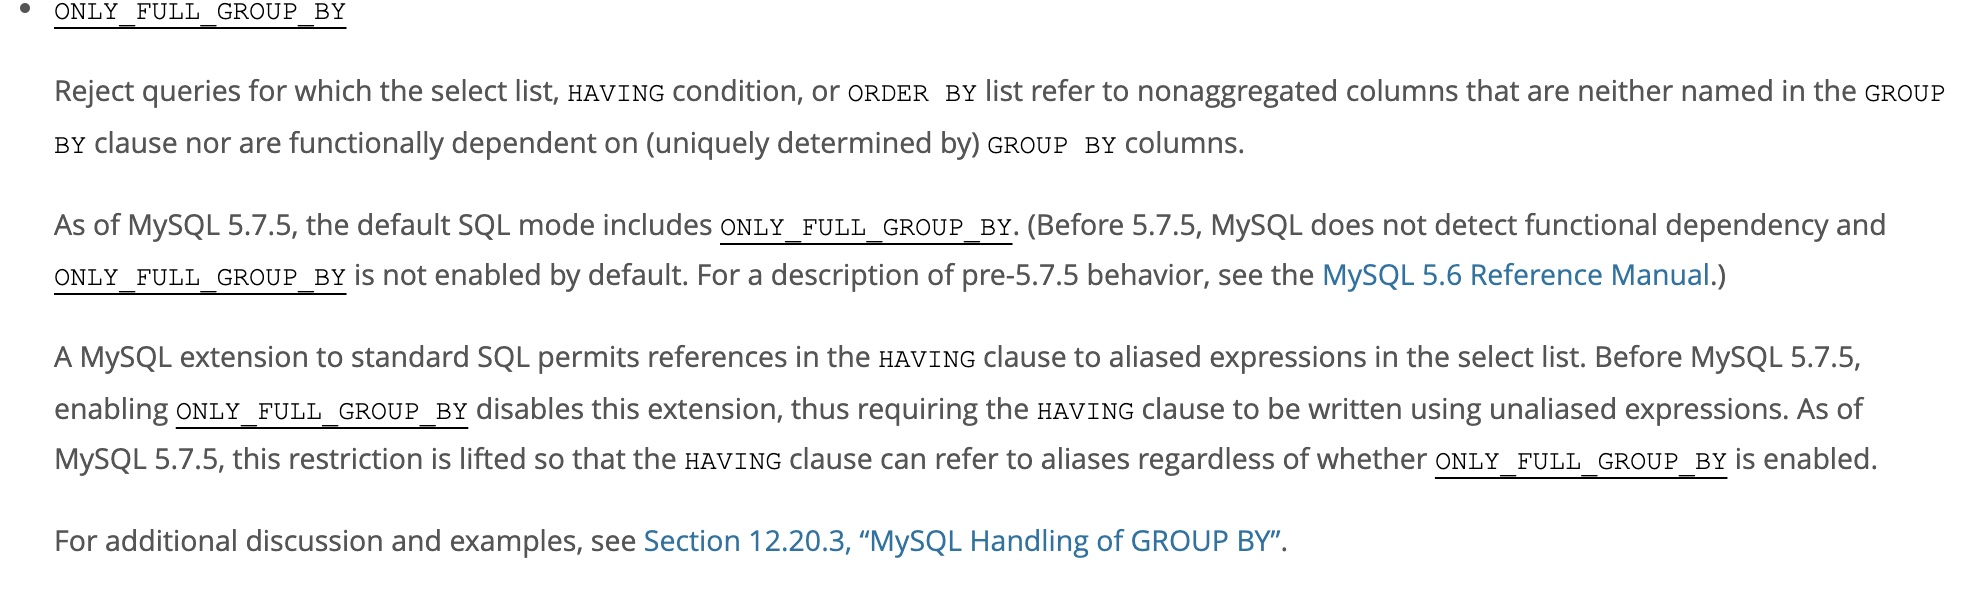 ONLY_FULL_GROUP_BY
Reject queries for which the select list, HAVING condition, or ORDER BY list refer to nonaggregated columns that are neither named in the GROUP
BY clause nor are functionally dependent on (uniquely determined by) GROUP BY columns.
As of MySQL 5.7.5, the default SQL mode includes ONLY_FULL_GROUP_BY. (Before 5.7.5, MySQL does not detect functional dependency and
ONLY_FULL_GROUP_BY is not enabled by default. For a description of pre-5.7.5 behavior, see the MySQL 5.6 Reference Manual.)
A MySQL extension to standard SQL permits references in the HAVING clause to aliased expressions in the select list. Before MySQL 5.7.5,
enabling ONLY_FULL_GROUP_BY disables this extension, thus requiring the HAVING clause to be written using unaliased expressions. As of
MySQL 5.7.5, this restriction is lifted so that the HAVING clause can refer to aliases regardless of whether ONLY_FULL_GROUP_BY is enabled.
For additional discussion and examples, see Section 12.20.3, “MySQL Handling of GROUP BY”.